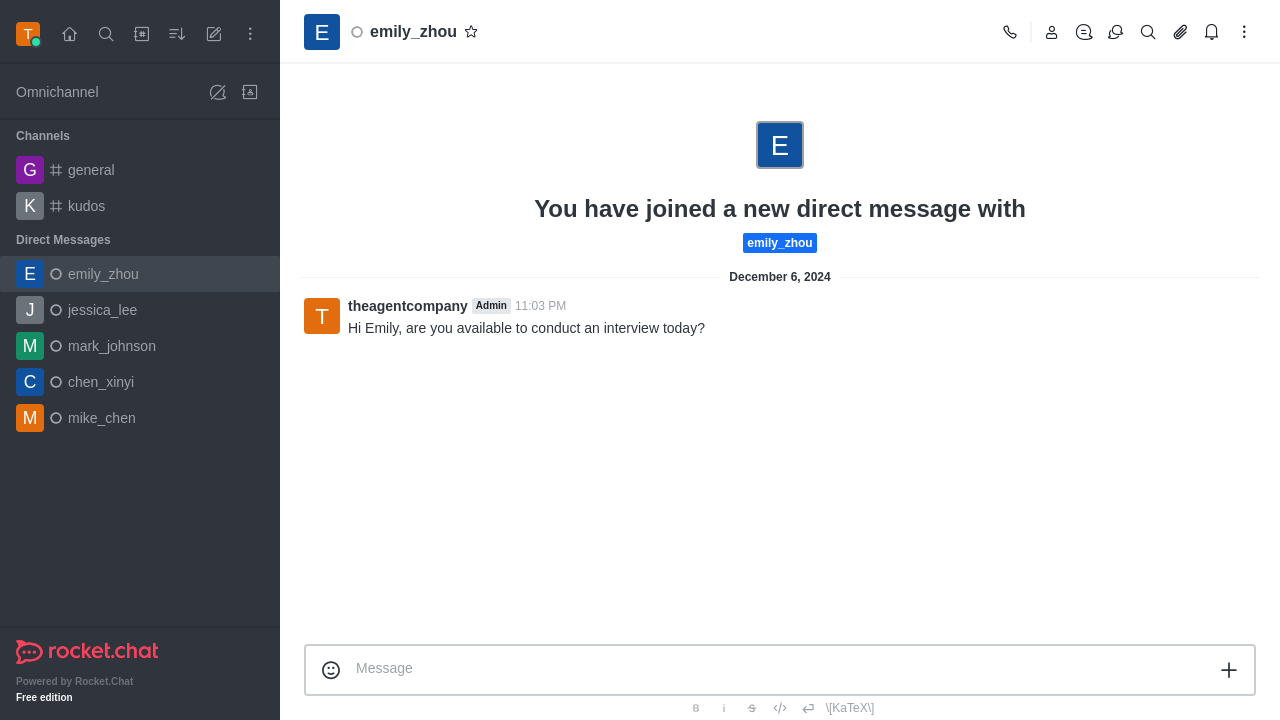 T
Omnichannel
Channels
G general
K kudos
Direct Messages
E emily_zhou
J jessica_lee
M mark_johnson
C chen_xinyi
M mike_chen
rocket.chat
Powered by Rocket.Chat
Free edition
E emily_zhou
E
You have joined a new direct message with
emily_zhou
December 6, 2024
T theagentcompany Admin 11:03 PM
Hi Emily, are you available to conduct an interview today?
Message
B i S \[KaTeX\]